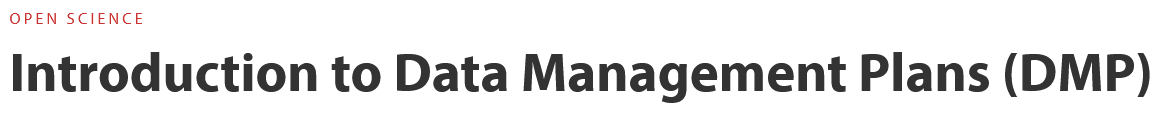 OPEN SCIENCE
Introduction to Data Management Plans (DMP)